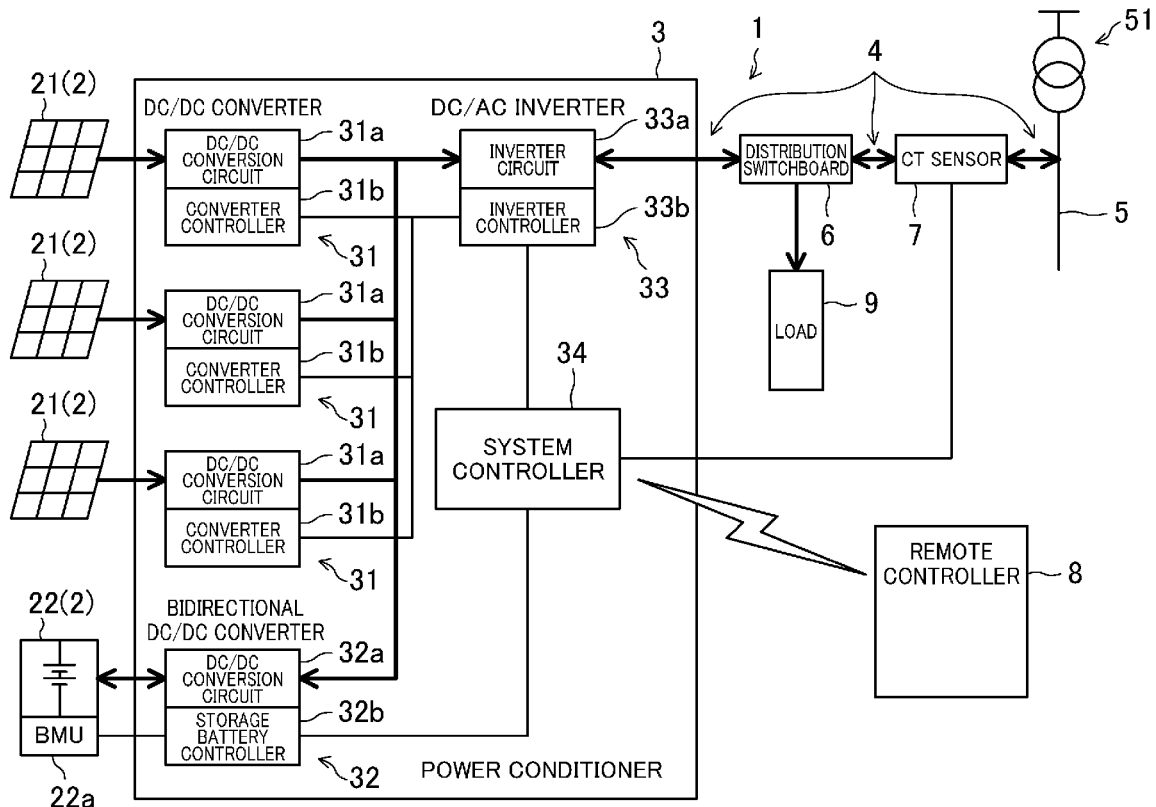 51
1
4
3
21(2)
DC/DC CONVERTER
DC/AC INVERTER
31a
33a
DC/DC
CONVERSION
CIRCUIT
INVERTER
CIRCUIT
DISTRIBUTION
SWITCHBOARD
CT SENSOR
31b
33b
CONVERTER
CONTROLLER
INVERTER
CONTROLLER
6
7
5
31
33
21(2)
31a
DC/DC
CONVERSION
CIRCUIT
9
LOAD
31b
CONVERTER
CONTROLLER
34
31
21(2)
31a
SYSTEM
CONTROLLER
DC/DC
CONVERSION
CIRCUIT
31b
CONVERTER
CONTROLLER
REMOTE
CONTROLLER
8
31
22(2)
BIDIRECTIONAL
DC/DC CONVERTER
32a
DC/DC
CONVERSION
CIRCUIT
32b
BMU
STORAGE
BATTERY
CONTROLLER
32
POWER CONDITIONER
22a